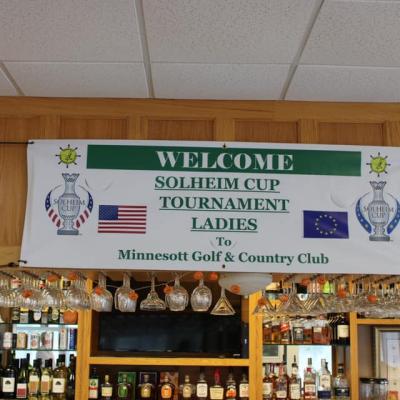 WELCOME
SOLHEIM CUP
TOURNAMENT
LADIES
To
Minnesott Golf & Country Club
SOLHEIM
CUP
SOLHEIM
CUP